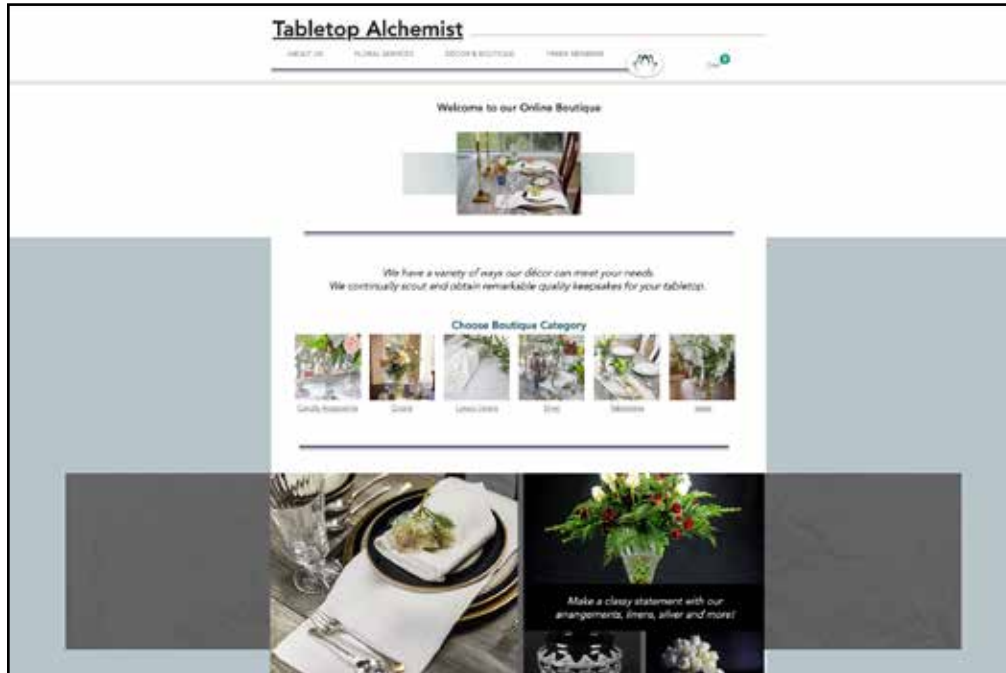 Tabletop Alchemist
ABOUT US FLORAL SERVICES DÉCOR & BOUTIQUE
Welcome to our Online Boutique
We have a variety of ways our décor can meet your needs.
We continually scout and obtain remarkable quality keepsakes for your tabletop.
Choose Boutique Category
Make a classy statement with our
arrangements, linens, silver and more!